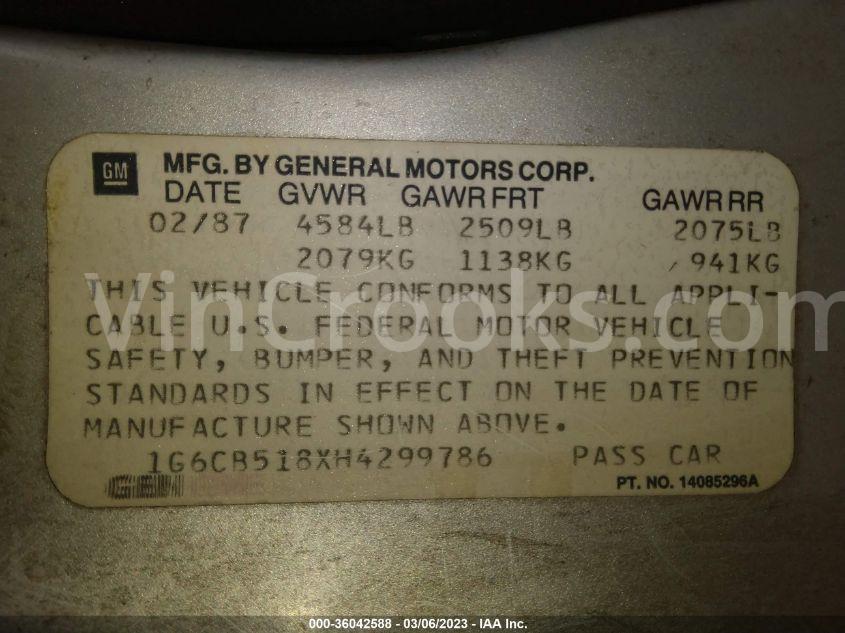 GM MFG. BY GENERAL MOTORS CORP.
DATE GVWR GAWR FRT GAWR RR
02/87 4584LB 2509LB 2075LB
2079KG 1138KG 941KG
THIS VEHICLE CONFORMS TO ALL APPLI-
CABLE U.S. FEDERAL MOTOR VEHICLE
SAFETY, BUMPER, AND THEFT PREVENTION
STANDARDS IN EFFECT ON THE DATE OF
MANUFACTURE SHOWN ABOVE.
1G6CB518XH4299786 PASS CAR
PT. NO. 14085296A
VinCrooks.com
000-36042588 - 03/06/2023 - IAA Inc.